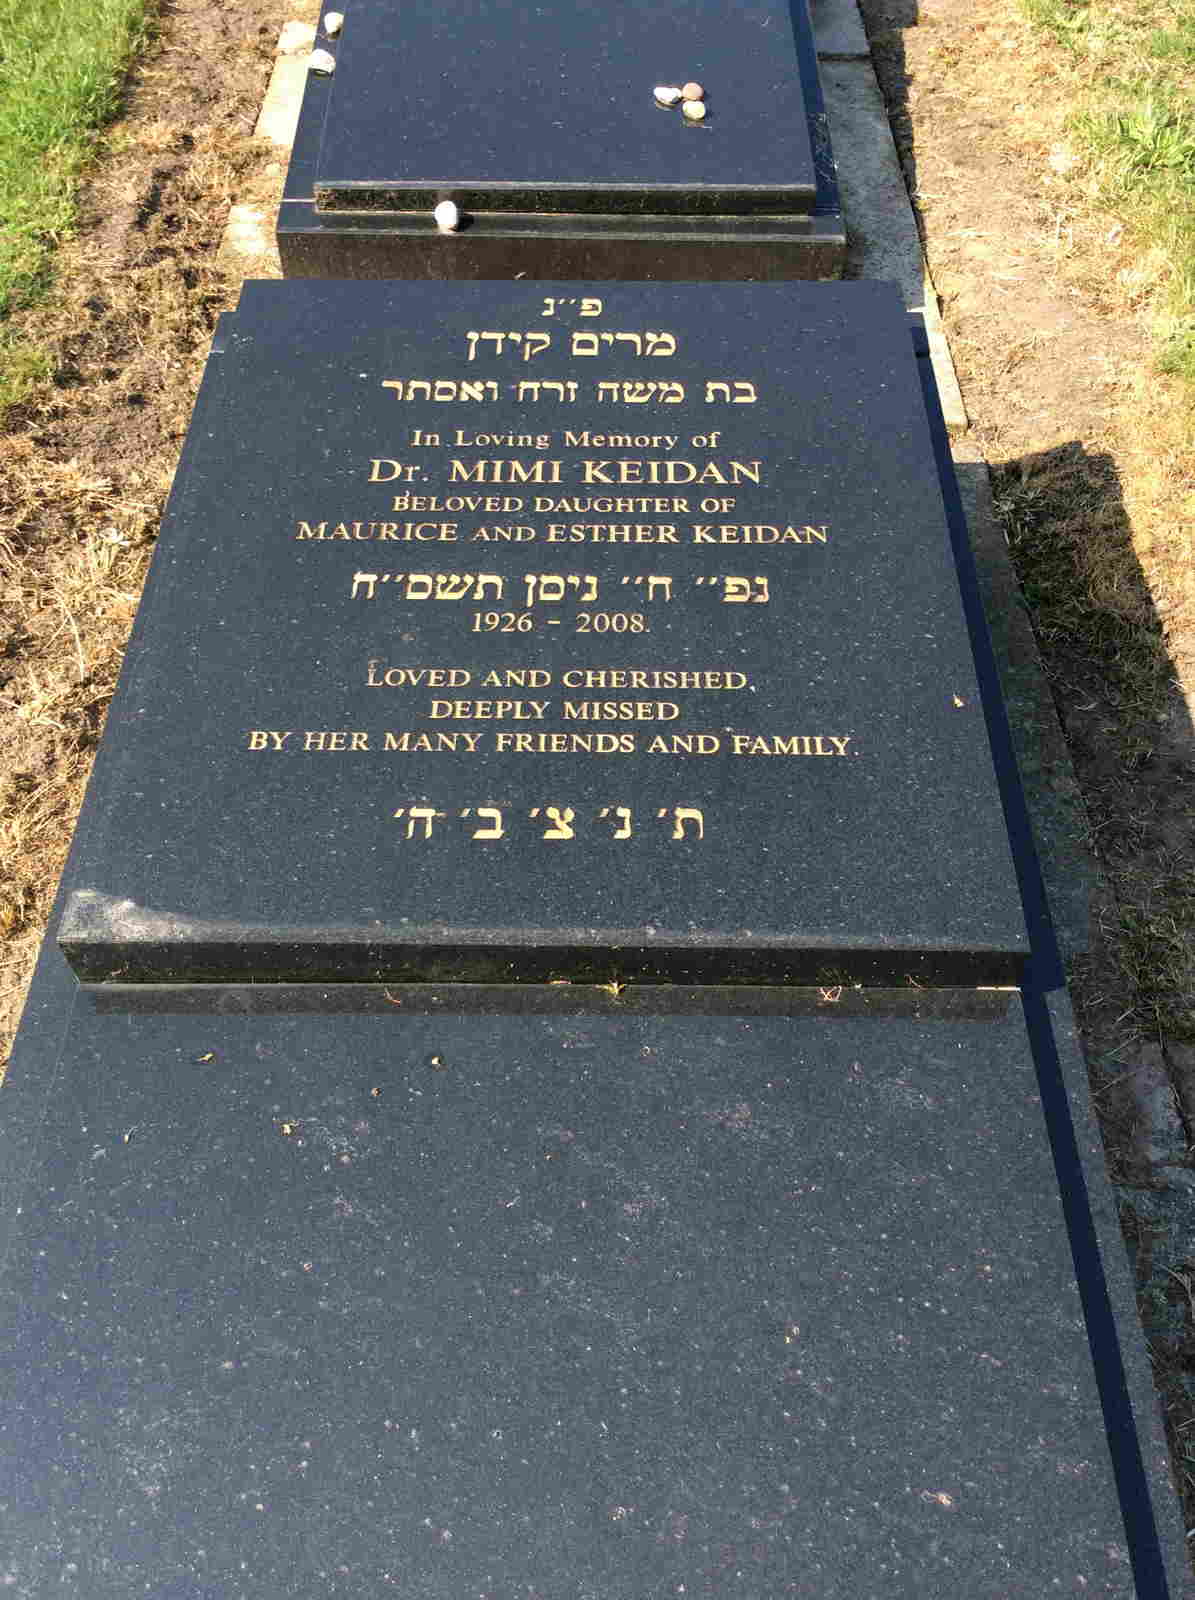 פ׳׳נ
מרים קידן
בת משה זרח ואסתר
In Loving Memory of
Dr. MIMI KEIDAN
BELOVED DAUGHTER OF
MAURICE AND ESTHER KEIDAN
נפ׳׳ ח׳׳ ניסן תשס׳׳ח
1926 - 2008.
LOVED AND CHERISHED,
DEEPLY MISSED
BY HER MANY FRIENDS AND FAMILY.
ת׳ נ׳ צ׳ ב׳ ה׳